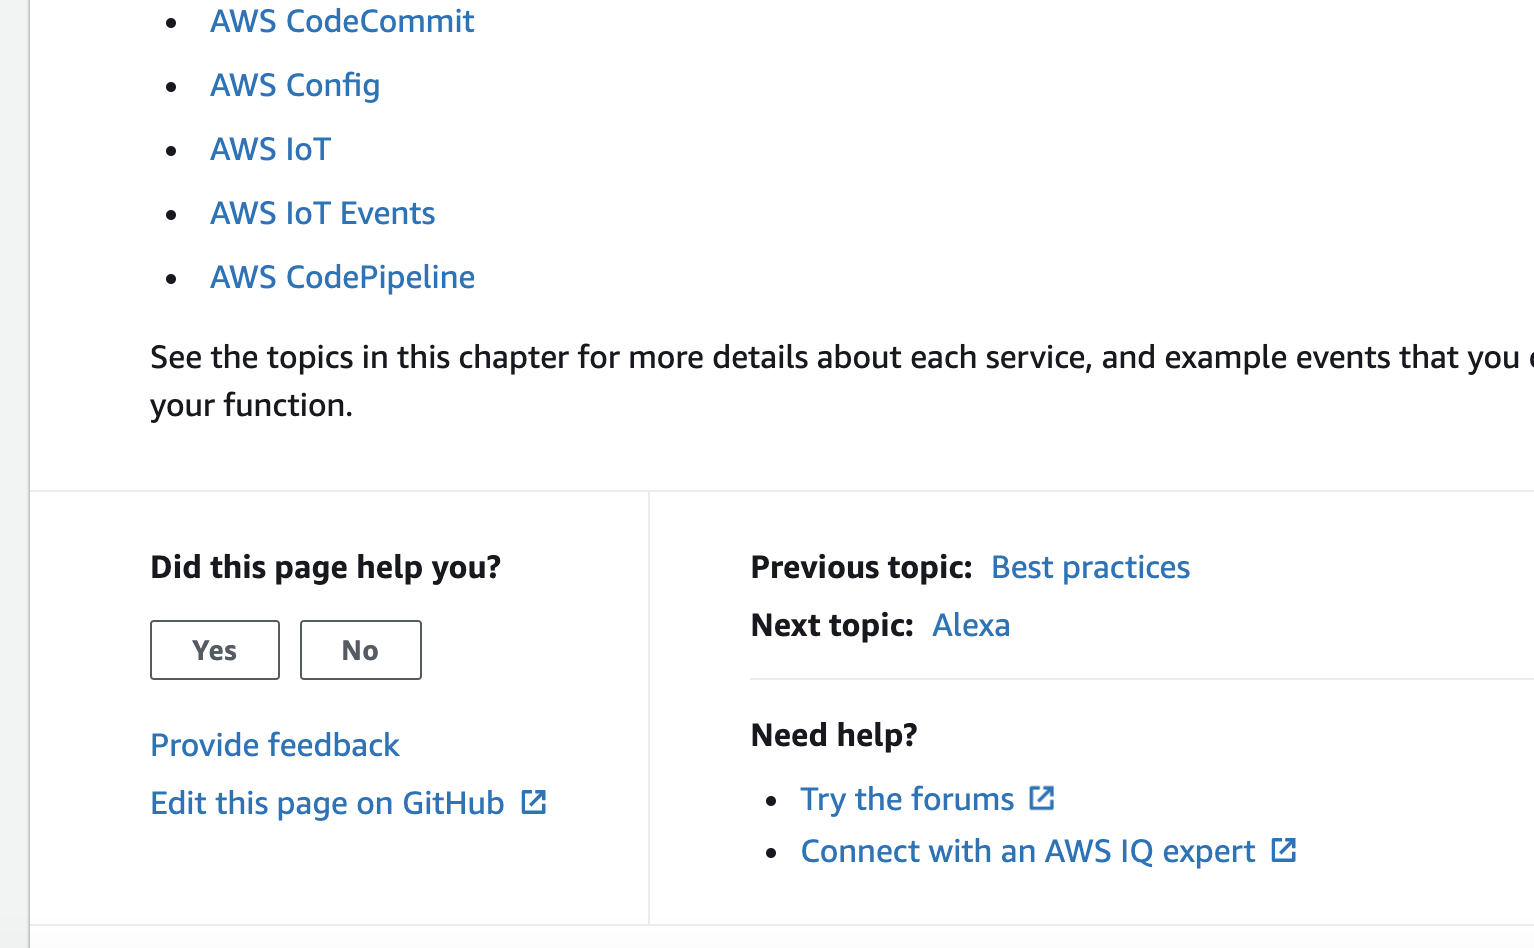 AWS CodeCommit
AWS Config
AWS IoT
AWS IoT Events
AWS CodePipeline
See the topics in this chapter for more details about each service, and example events that you
your function.
Did this page help you?
Yes No
Provide feedback
Edit this page on GitHub
Previous topic: Best practices
Next topic: Alexa
Need help?
Try the forums
Connect with an AWS IQ expert